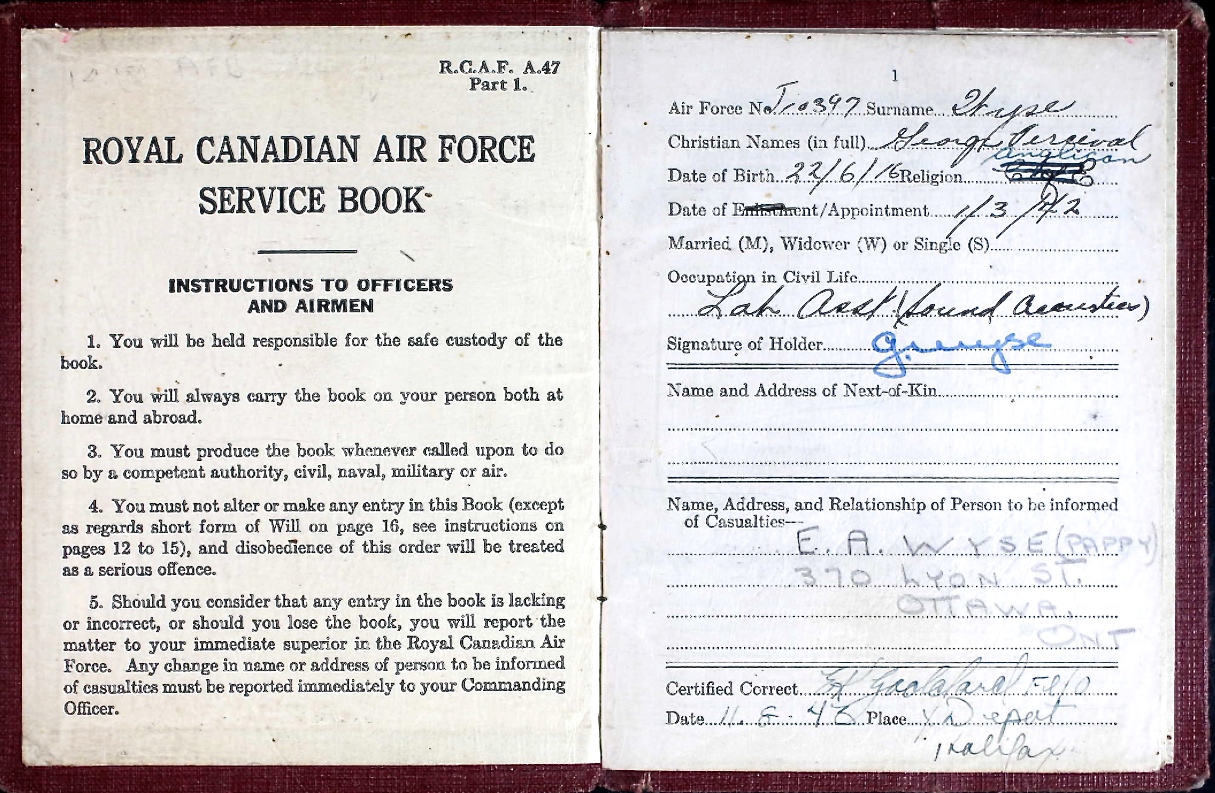 R.C.A.F. A.47
Part 1.
ROYAL CANADIAN AIR FORCE
SERVICE BOOK
INSTRUCTIONS TO OFFICERS
AND AIRMEN
1. You will be held responsible for the safe custody of the
book.
2. You will always carry the book on your person both at
home and abroad.
3. You must produce the book whenever called upon to do
so by a competent authority, civil, naval, military or air.
4. You must not alter or make any entry in this Book (except
as regards short form of Will on page 16, see instructions on
pages 12 to 15), and disobedience of this order will be treated
as a serious offence.
5. Should you consider that any entry in the book is lacking
or incorrect, or should you lose the book, you will report the
matter to your immediate superior in the Royal Canadian Air
Force. Any change in name or address of person to be informed
of casualties must be reported immediately to your Commanding
Officer.
1
Air Force No. J10397 Surname Wyse
Christian Names (in full) George Percival
Anglican
Date of Birth 22/6/16 Religion
Date of Enlistment/Appointment 1/3/42
Married (M), Widower (W) or Single (S)
Occupation in Civil Life
Lab Asst (Sound Acoustics)
Signature of Holder G. Wyse
Name and Address of Next-of-Kin
Name, Address, and Relationship of Person to be informed
of Casualties—
E. A. WYSE (PAPPY)
370 LYON ST.
OTTAWA.
ONT
Certified Correct F/O
Date 11.8.43 Place Y Depot
Halifax